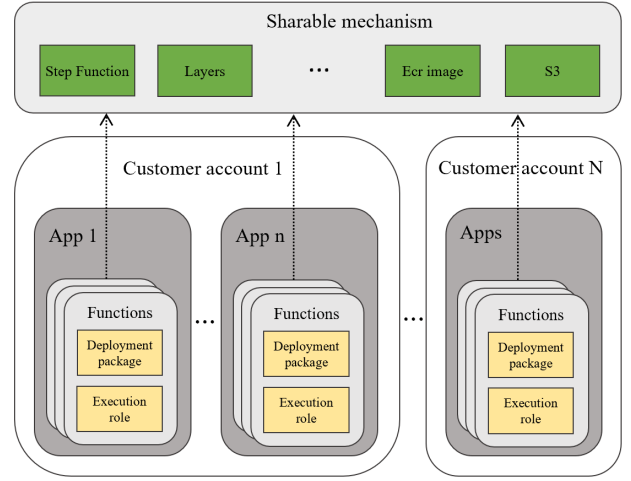 Sharable mechanism
Step Function
Layers
...
Ecr image
S3
Customer account 1
Customer account N
App 1
App n
Apps
Functions
Deployment
package
Execution
role
...
Functions
Deployment
package
Execution
role
...
Functions
Deployment
package
Execution
role